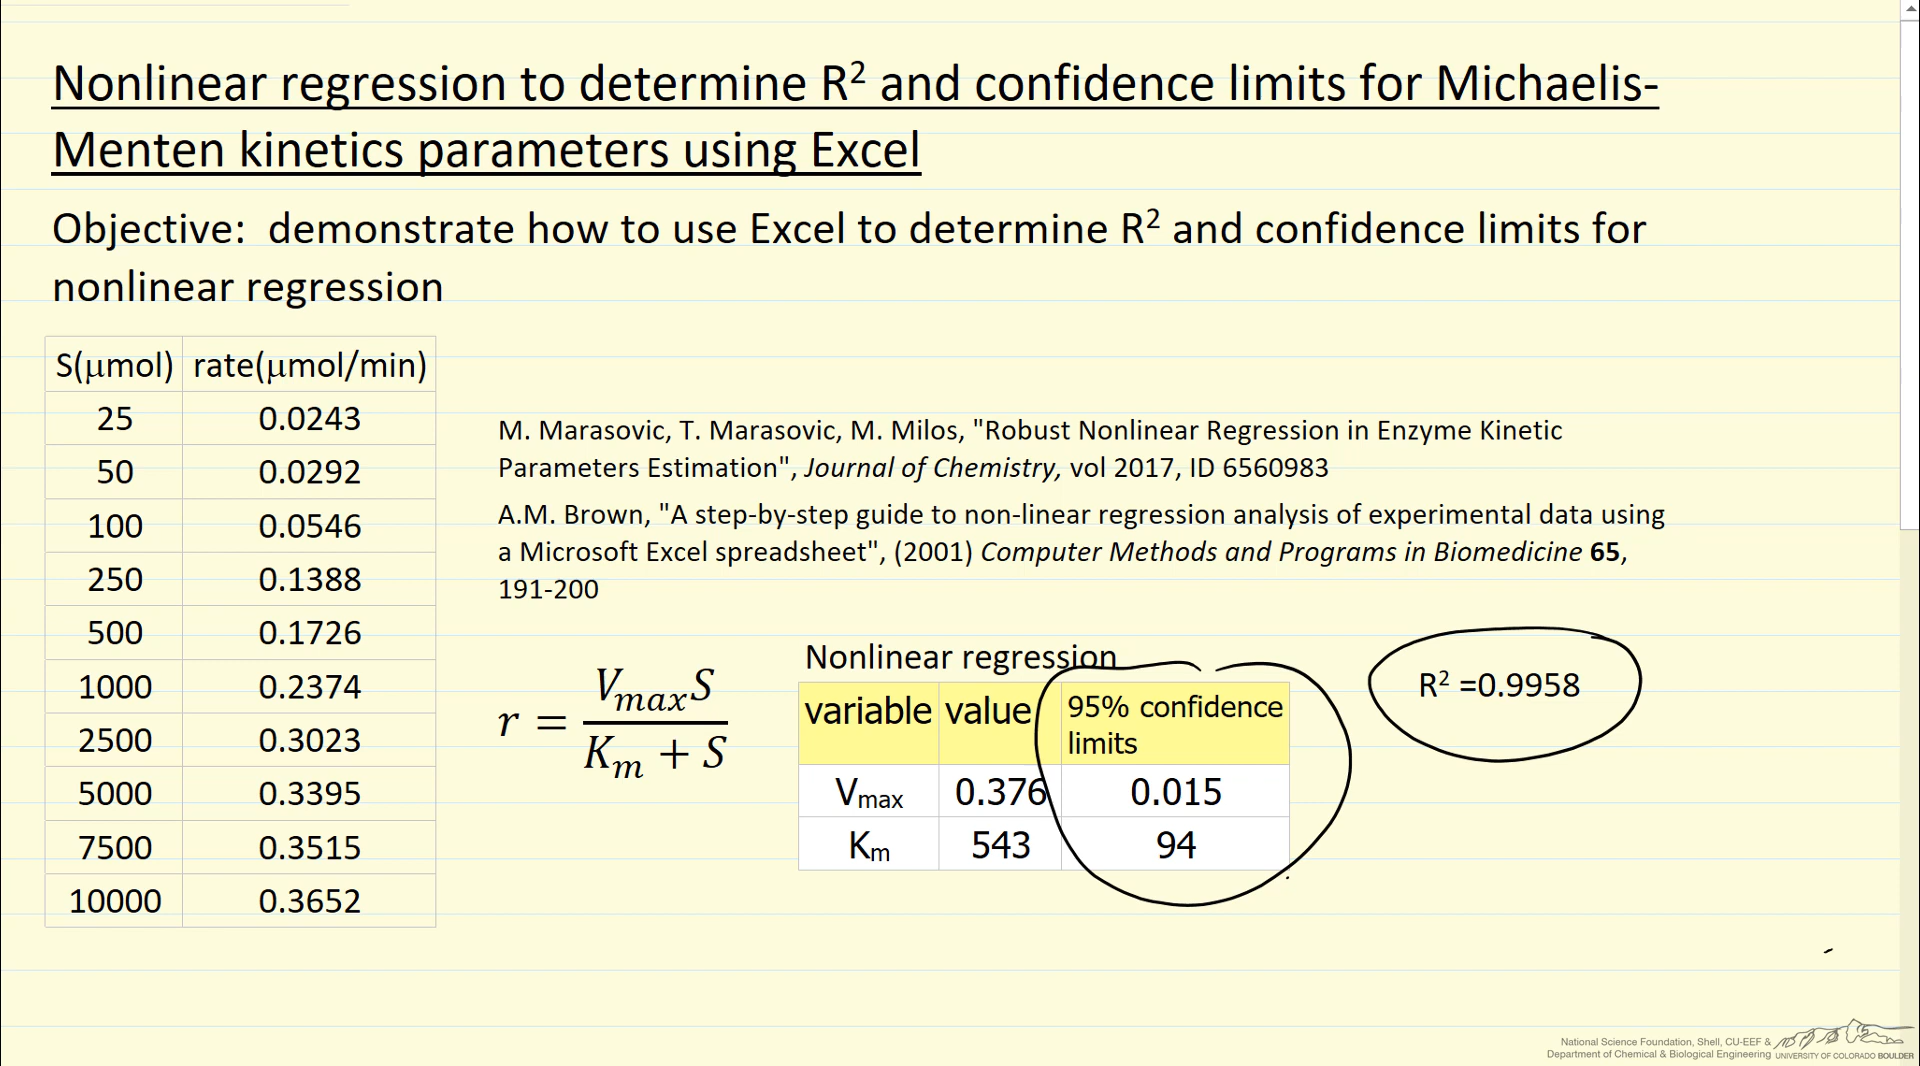 Nonlinear regression to determine R² and confidence limits for Michaelis-
Menten kinetics parameters using Excel
Objective:  demonstrate how to use Excel to determine R² and confidence limits for
nonlinear regression
S(μmol) rate(μmol/min)
25 0.0243
50 0.0292
100 0.0546
250 0.1388
500 0.1726
1000 0.2374
2500 0.3023
5000 0.3395
7500 0.3515
10000 0.3652
M. Marasovic, T. Marasovic, M. Milos, "Robust Nonlinear Regression in Enzyme Kinetic
Parameters Estimation", Journal of Chemistry, vol 2017, ID 6560983
A.M. Brown, "A step-by-step guide to non-linear regression analysis of experimental data using
a Microsoft Excel spreadsheet", (2001) Computer Methods and Programs in Biomedicine 65,
191-200
r = VmaxS / Km + S
Nonlinear regression
variable value 95% confidence
limits
Vmax 0.376 0.015
Km 543 94
R² =0.9958
National Science Foundation, Shell, CU-EEF &
Department of Chemical & Biological Engineering UNIVERSITY OF COLORADO BOULDER